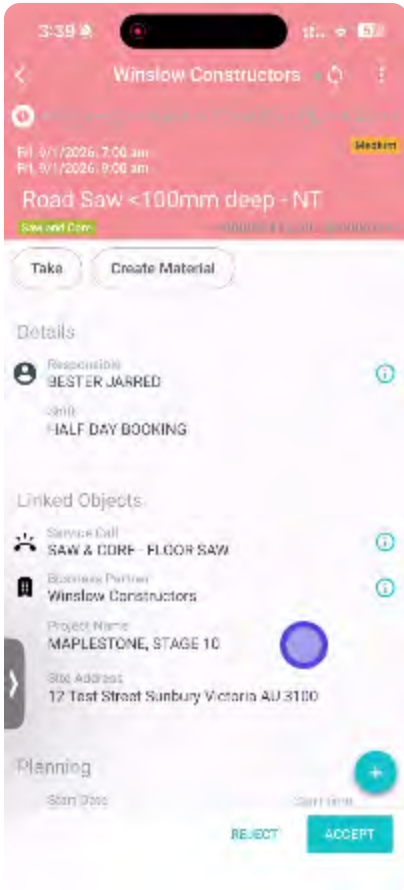 3:39
Winslow Constructors
Fri, 9/1/2026, 7:00 am
Fri, 9/1/2026, 9:00 am
Medium
Road Saw <100mm deep - NT
Saw and Core
Take
Create Material
Details
Responsible
BESTER JARRED
Shift
HALF DAY BOOKING
Linked Objects
Service Call
SAW & CORE - FLOOR SAW
Business Partner
Winslow Constructors
Project Name
MAPLESTONE, STAGE 10
Site Address
12 Test Street Sunbury Victoria AU 3100
Planning
Start Date
Start Time
REJECT
ACCEPT